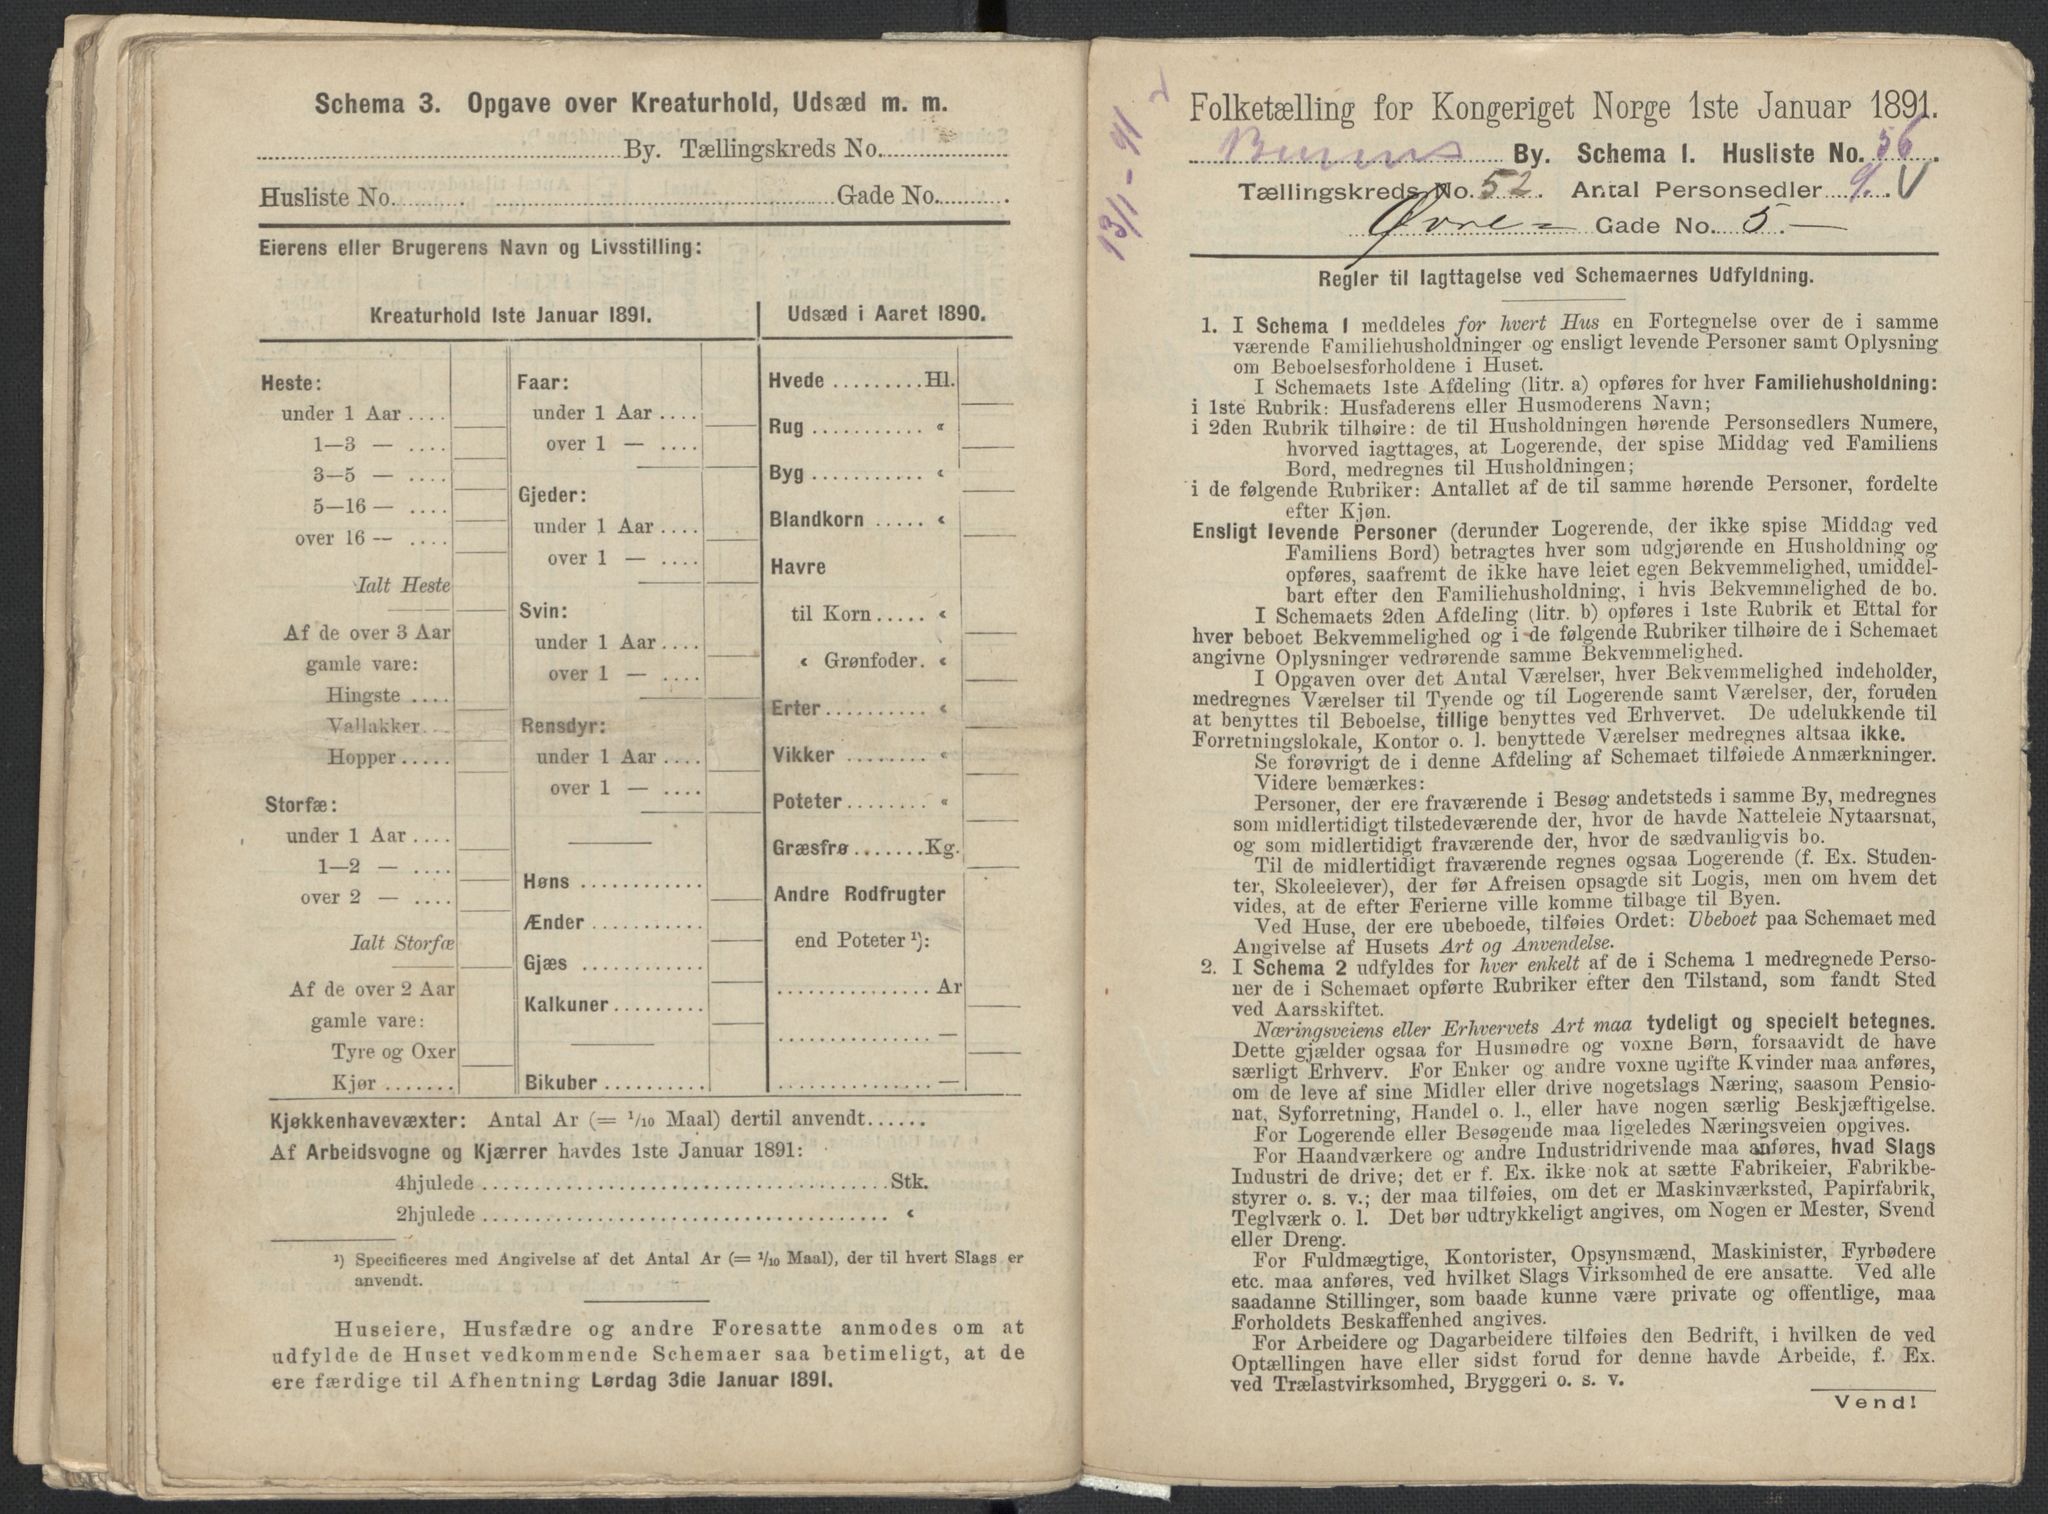 Schema 3. Opgave over Kreaturhold, Udsæd m. m.
By. Tællingskreds No.
Husliste No. Gade No.
Eierens eller Brugerens Navn og Livsstilling:
Kreaturhold 1ste Januar 1891.
Heste:
under 1 Aar ....
1—3 — ....
3—5 — ....
5—16 — ....
over 16 — ....
Ialt Heste
Af de over 3 Aar
gamle vare:
Hingste ....
Vallakker...
Hopper.....
Storfæ:
under 1 Aar ....
1—2 — ....
over 2 — ....
Ialt Storfæ
Af de over 2 Aar
gamle vare:
Tyre og Oxer
Kjør .......
Faar:
under 1 Aar ....
over 1 — ....
Gjeder:
under 1 Aar ....
over 1 — ....
Svin:
under 1 Aar ....
over 1 — ....
Rensdyr:
under 1 Aar ....
over 1 — ....
Høns ............
Ænder ............
Gjæs ............
Kalkuner .........
Bikuber ..........
Udsæd i Aaret 1890.
Hvede .........Hl.
Rug ........... «
Byg ........... «
Blandkorn ..... «
Havre
til Korn ..... «
« Grønfoder. «
Erter.......... «
Vikker ........ «
Poteter........ «
Græsfrø .......Kg.
Andre Rodfrugter
end Poteter ¹):
...............Ar
............... —
............... —
Kjøkkenhavevæxter: Antal Ar (= 1/10 Maal) dertil anvendt......
Af Arbeidsvogne og Kjærrer havdes 1ste Januar 1891:
4hjulede ........................................Stk.
2hjulede ........................................ «
¹) Specificeres med Angivelse af det Antal Ar (= 1/10 Maal), der til hvert Slags er
anvendt.
Huseiere, Husfædre og andre Foresatte anmodes om at
udfylde de Huset vedkommende Schemaer saa betimeligt, at de
ere færdige til Afhentning Lørdag 3die Januar 1891.
13/1 - 91
Folketælling for Kongeriget Norge 1ste Januar 1891.
Bergens By. Schema 1. Husliste No. 56.
Tællingskreds No. 52. Antal Personsedler 9.
Øvre- Gade No. 5.-
Regler til Iagttagelse ved Schemaernes Udfyldning.
1. I Schema 1 meddeles for hvert Hus en Fortegnelse over de i samme
værende Familiehusholdninger og ensligt levende Personer samt Oplysning
om Beboelsesforholdene i Huset.
I Schemaets 1ste Afdeling (litr. a) opføres for hver Familiehusholdning:
i 1ste Rubrik: Husfaderens eller Husmoderens Navn;
i 2den Rubrik tilhøire: de til Husholdningen hørende Personsedlers Numere,
hvorved iagttages, at Logerende, der spise Middag ved Familiens
Bord, medregnes til Husholdningen;
i de følgende Rubriker: Antallet af de til samme hørende Personer, fordelte
efter Kjøn.
Ensligt levende Personer (derunder Logerende, der ikke spise Middag ved
Familiens Bord) betragtes hver som udgjørende en Husholdning og
opføres, saafremt de ikke have leiet egen Bekvemmelighed, umiddel-
bart efter den Familiehusholdning, i hvis Bekvemmelighed de bo.
I Schemaets 2den Afdeling (litr. b) opføres i 1ste Rubrik et Ettal for
hver beboet Bekvemmelighed og i de følgende Rubriker tilhøire de i Schemaet
angivne Oplysninger vedrørende samme Bekvemmelighed.
I Opgaven over det Antal Værelser, hver Bekvemmelighed indeholder,
medregnes Værelser til Tyende og til Logerende samt Værelser, der, foruden
at benyttes til Beboelse, tillige benyttes ved Erhvervet. De udelukkende til
Forretningslokale, Kontor o. l. benyttede Værelser medregnes altsaa ikke.
Se forøvrigt de i denne Afdeling af Schemaet tilføiede Anmærkninger.
Videre bemærkes:
Personer, der ere fraværende i Besøg andetsteds i samme By, medregnes
som midlertidigt tilstedeværende der, hvor de havde Natteleie Nytaarsnat,
og som midlertidigt fraværende der, hvor de sædvanligvis bo.
Til de midlertidigt fraværende regnes ogsaa Logerende (f. Ex. Studen-
ter, Skoleelever), der før Afreisen opsagde sit Logis, men om hvem det
vides, at de efter Ferierne ville komme tilbage til Byen.
Ved Huse, der ere ubeboede, tilføies Ordet: Ubeboet paa Schemaet med
Angivelse af Husets Art og Anvendelse.
2. I Schema 2 udfyldes for hver enkelt af de i Schema 1 medregnede Perso-
ner de i Schemaet opførte Rubriker efter den Tilstand, som fandt Sted
ved Aarsskiftet.
Næringsveiens eller Erhvervets Art maa tydeligt og specielt betegnes.
Dette gjælder ogsaa for Husmødre og voxne Børn, forsaavidt de have
særligt Erhverv. For Enker og andre voxne ugifte Kvinder maa anføres,
om de leve af sine Midler eller drive nogetslags Næring, saasom Pensio-
nat, Syforretning, Handel o. l., eller have nogen særlig Beskjæftigelse.
For Logerende eller Besøgende maa ligeledes Næringsveien opgives.
For Haandværkere og andre Industridrivende maa anføres, hvad Slags
Industri de drive; det er f. Ex. ikke nok at sætte Fabrikeier, Fabrikbe-
styrer o. s. v.; der maa tilføies, om det er Maskinværksted, Papirfabrik,
Teglværk o. l. Det bør udtrykkeligt angives, om Nogen er Mester, Svend
eller Dreng.
For Fuldmægtige, Kontorister, Opsynsmænd, Maskinister, Fyrbødere
etc. maa anføres, ved hvilket Slags Virksomhed de ere ansatte. Ved alle
saadanne Stillinger, som baade kunne være private og offentlige, maa
Forholdets Beskaffenhed angives.
For Arbeidere og Dagarbeidere tilføies den Bedrift, i hvilken de ved
Optællingen have eller sidst forud for denne havde Arbeide, f. Ex.
ved Trælastvirksomhed, Bryggeri o. s. v.
Vend!